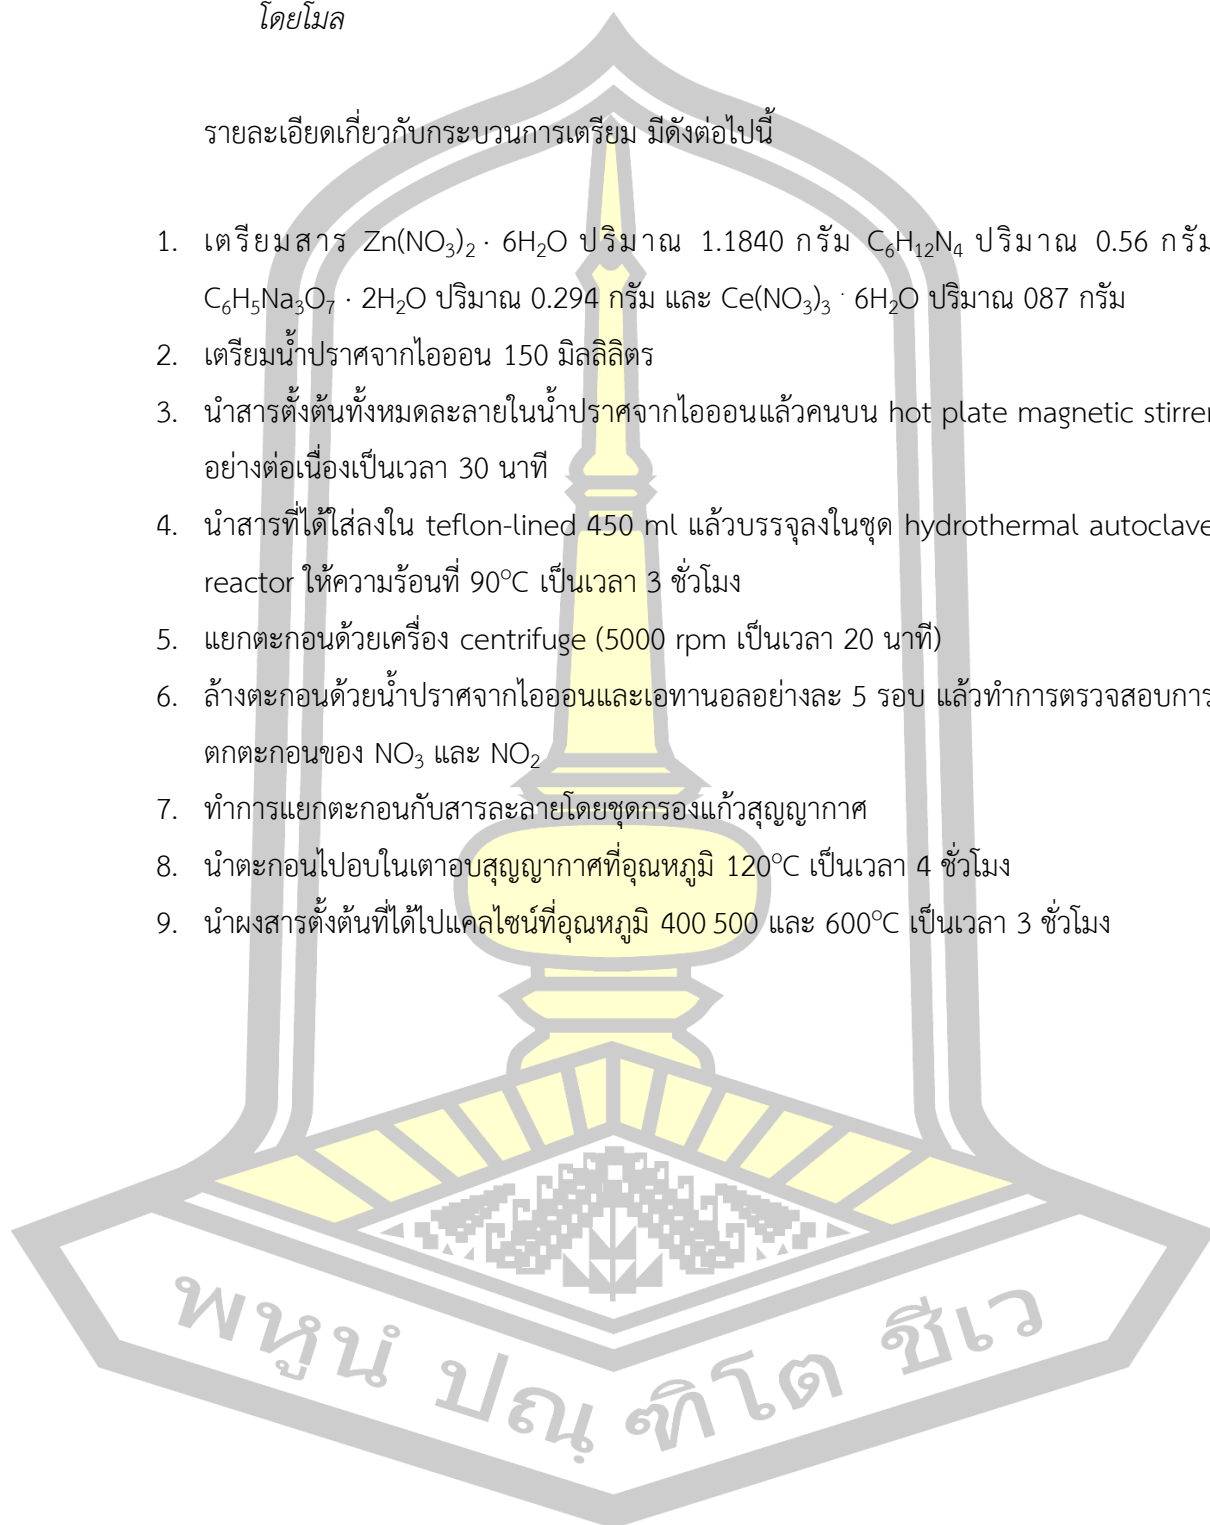 โดยโมล
รายละเอียดเกี่ยวกับกระบวนการเตรียม มีดังต่อไปนี้
1. เตรียมสาร Zn(NO₃)₂ · 6H₂O ปริมาณ 1.1840 กรัม C₆H₁₂N₄ ปริมาณ 0.56 กรัม
C₆H₅Na₃O₇ · 2H₂O ปริมาณ 0.294 กรัม และ Ce(NO₃)₃ · 6H₂O ปริมาณ 087 กรัม
2. เตรียมน้ำปราศจากไอออน 150 มิลลิลิตร
3. นำสารตั้งต้นทั้งหมดละลายในน้ำปราศจากไอออนแล้วคนบน hot plate magnetic stirrer
อย่างต่อเนื่องเป็นเวลา 30 นาที
4. นำสารที่ได้ใส่ลงใน teflon-lined 450 ml แล้วบรรจุลงในชุด hydrothermal autoclave
reactor ให้ความร้อนที่ 90°C เป็นเวลา 3 ชั่วโมง
5. แยกตะกอนด้วยเครื่อง centrifuge (5000 rpm เป็นเวลา 20 นาที)
6. ล้างตะกอนด้วยน้ำปราศจากไอออนและเอทานอลอย่างละ 5 รอบ แล้วทำการตรวจสอบการ
ตกตะกอนของ NO₃ และ NO₂
7. ทำการแยกตะกอนกับสารละลายโดยชุดกรองแก้วสุญญากาศ
8. นำตะกอนไปอบในเตาอบสุญญากาศที่อุณหภูมิ 120°C เป็นเวลา 4 ชั่วโมง
9. นำผงสารตั้งต้นที่ได้ไปแคลไซน์ที่อุณหภูมิ 400 500 และ 600°C เป็นเวลา 3 ชั่วโมง
พหูนํ ปณฺฑิโต ชีเว